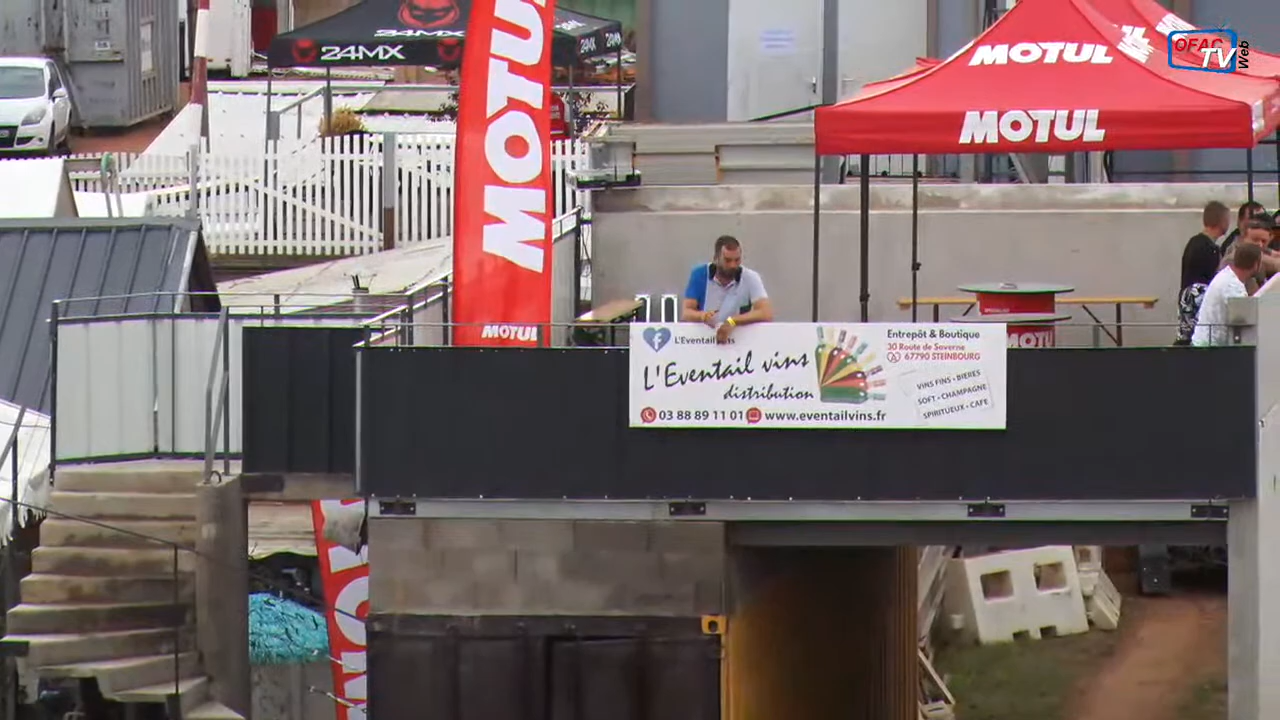 24MX
24MX
24MX
24MX
MOTUL
MOTUL
MOTUL
MOTUL
OFAC
TV
Web
MOTUL
f L'Eventail vins
L'Eventail vins
distribution
03 88 89 11 01 www.eventailvins.fr
Entrepôt & Boutique
30 Route de Saverne
67790 STEINBOURG
VINS FINS - BIERES
SOFT - CHAMPAGNE
SPIRITUEUX - CAFE